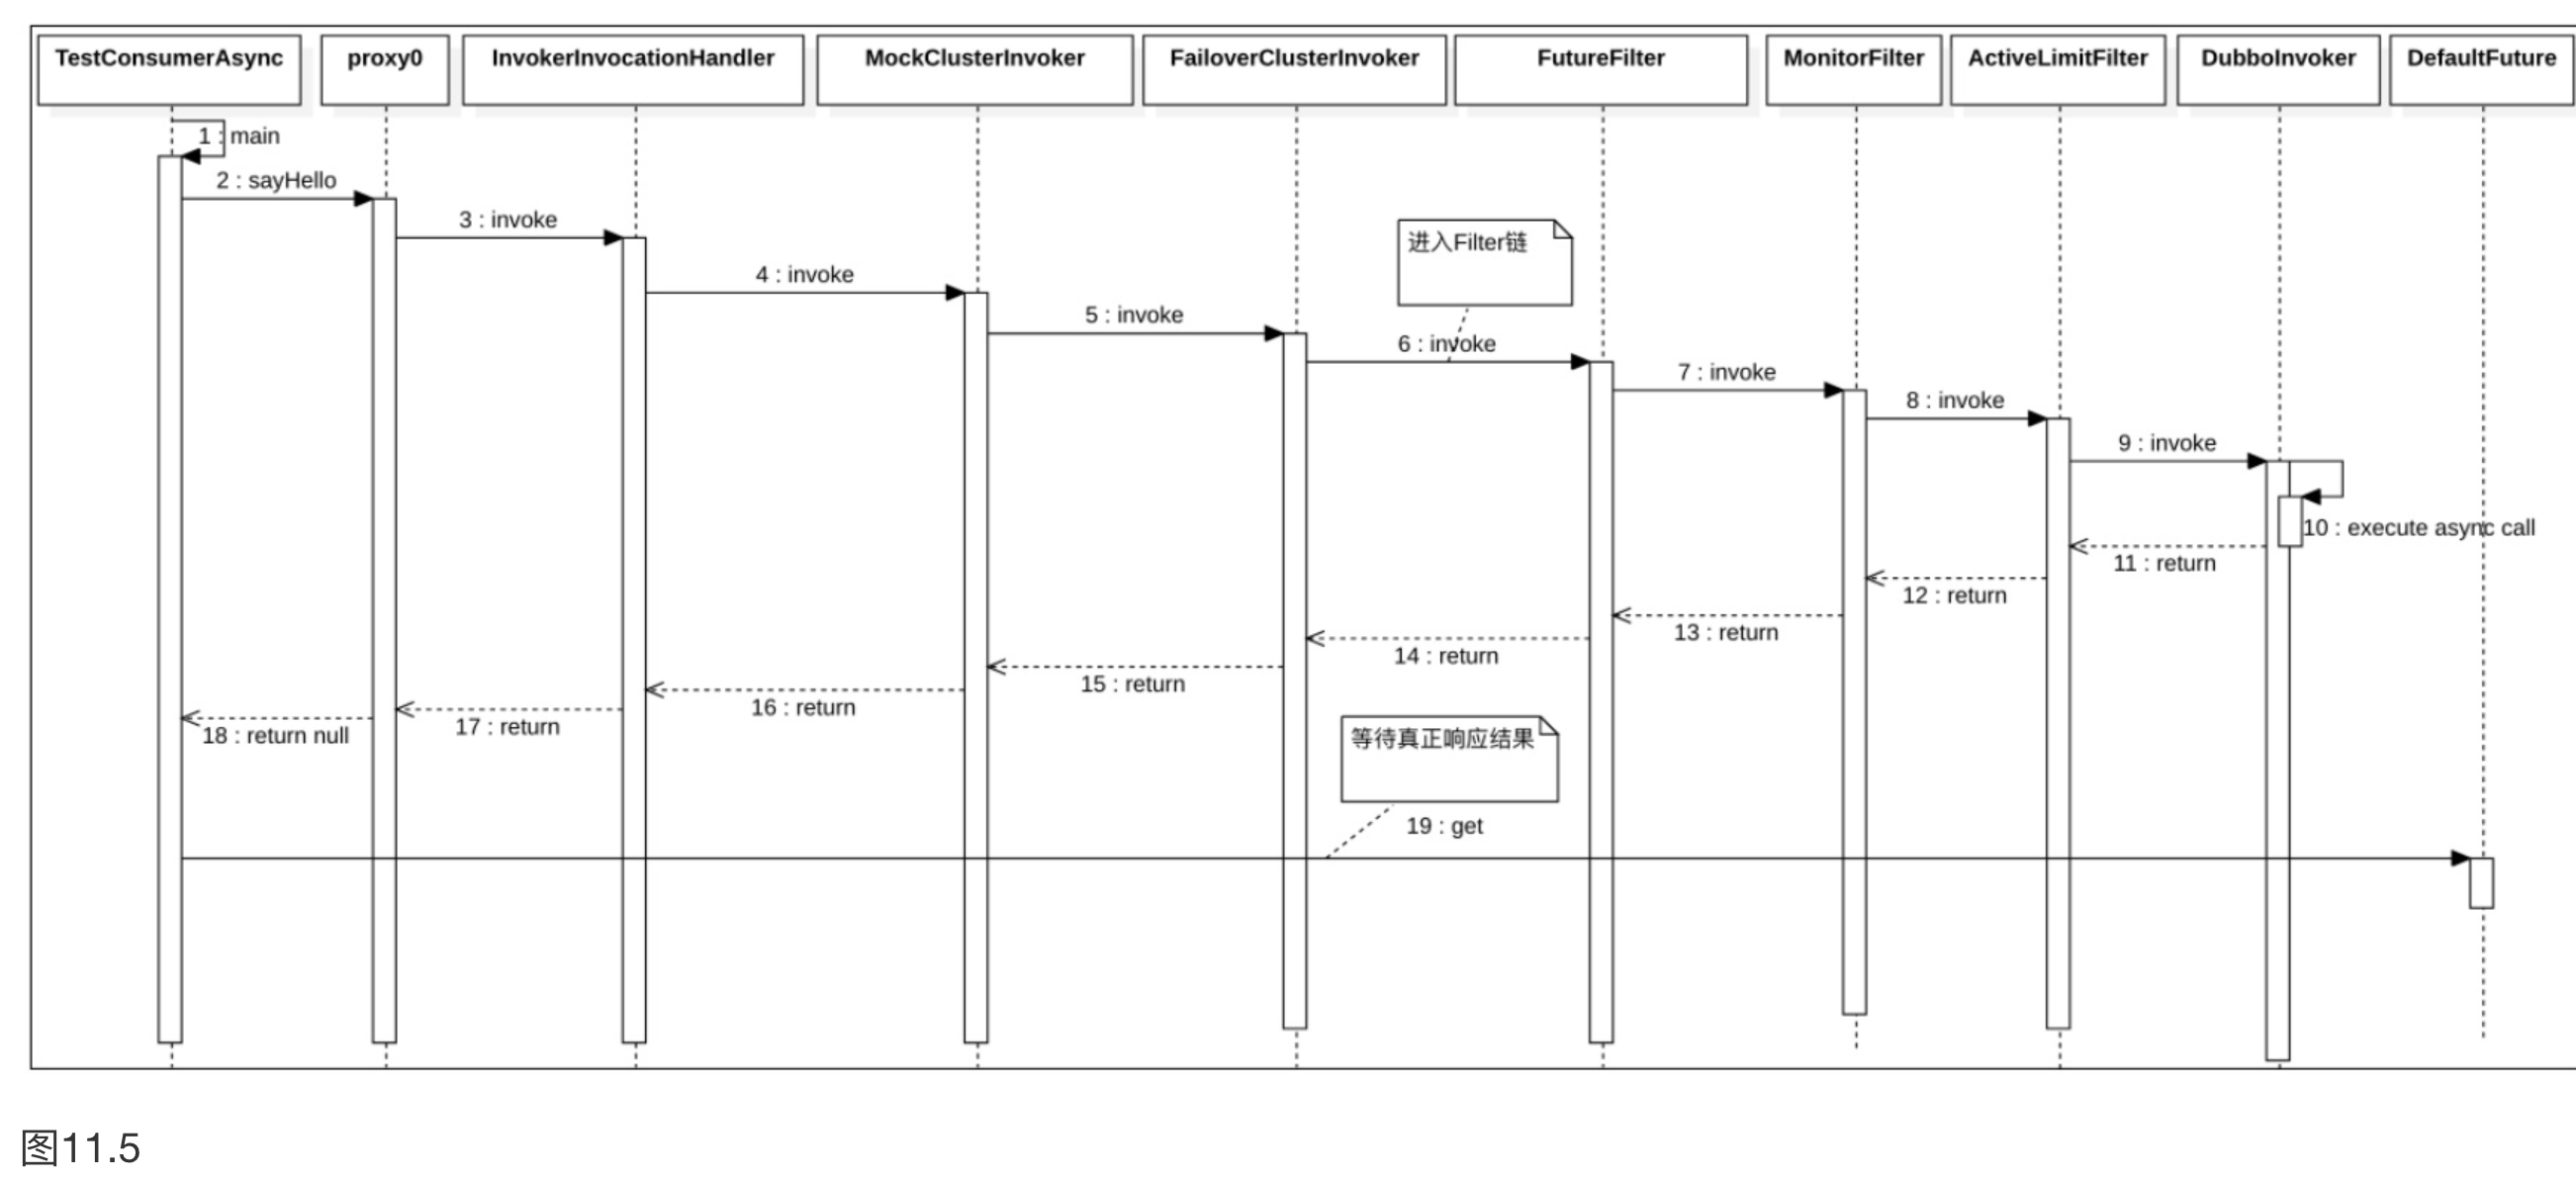 TestConsumerAsync
proxy0
InvokerInvocationHandler
MockClusterInvoker
FailoverClusterInvoker
FutureFilter
MonitorFilter
ActiveLimitFilter
DubboInvoker
DefaultFuture
1 : main
2 : sayHello
3 : invoke
4 : invoke
5 : invoke
进入Filter链
6 : invoke
7 : invoke
8 : invoke
9 : invoke
10 : execute async call
11 : return
12 : return
13 : return
14 : return
15 : return
16 : return
17 : return
18 : return null
等待真正响应结果
19 : get
图11.5